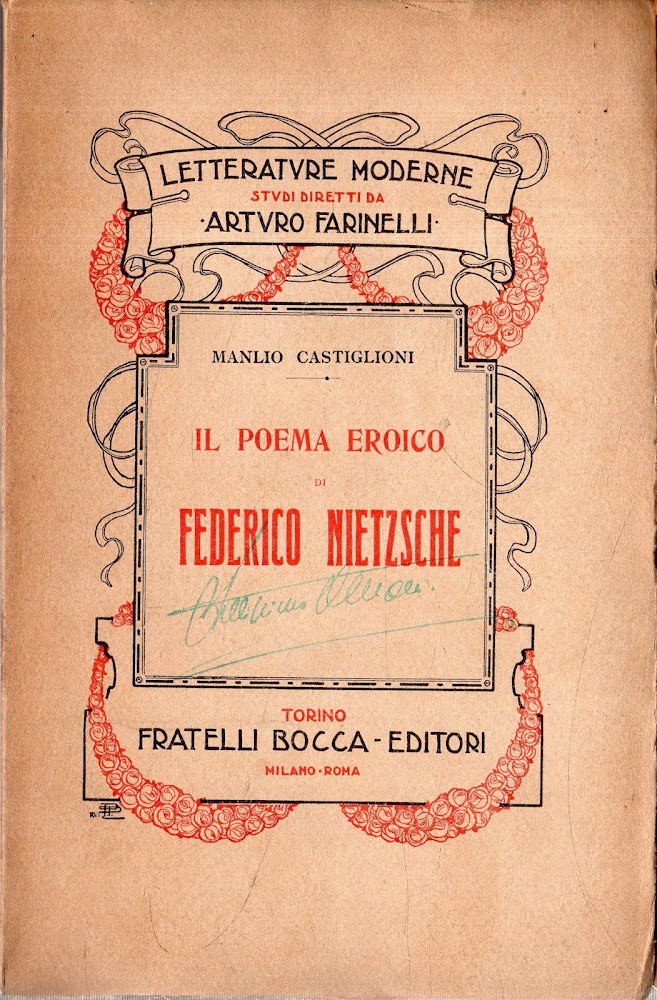 LETTERATVRE MODERNE
STVDI DIRETTI DA
·ARTVRO FARINELLI·
MANLIO CASTIGLIONI
IL POEMA EROICO
DI
FEDERICO NIETZSCHE
TORINO
FRATELLI BOCCA - EDITORI
MILANO · ROMA